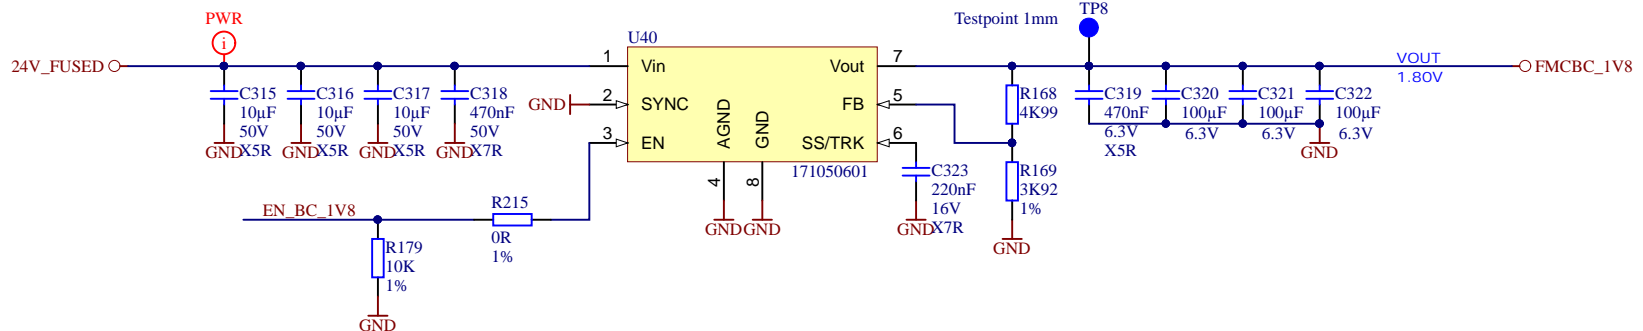 PWR
i
24V_FUSED
C315
10µF
50V
X5R
GND
C316
10µF
50V
X5R
GND
C317
10µF
50V
X5R
GND
C318
470nF
50V
X7R
GND
GND
EN_BC_1V8
R179
10K
1%
GND
R215
0R
1%
U40
1
Vin
2
SYNC
3
EN
AGND
GND
4
8
GND
GND
Vout
7
FB
5
SS/TRK
6
171050601
C323
220nF
16V
X7R
GND
R168
4K99
R169
3K92
1%
GND
Testpoint 1mm
TP8
C319
470nF
6.3V
X5R
C320
100µF
6.3V
C321
100µF
6.3V
C322
100µF
6.3V
GND
VOUT
1.80V
FMCBC_1V8